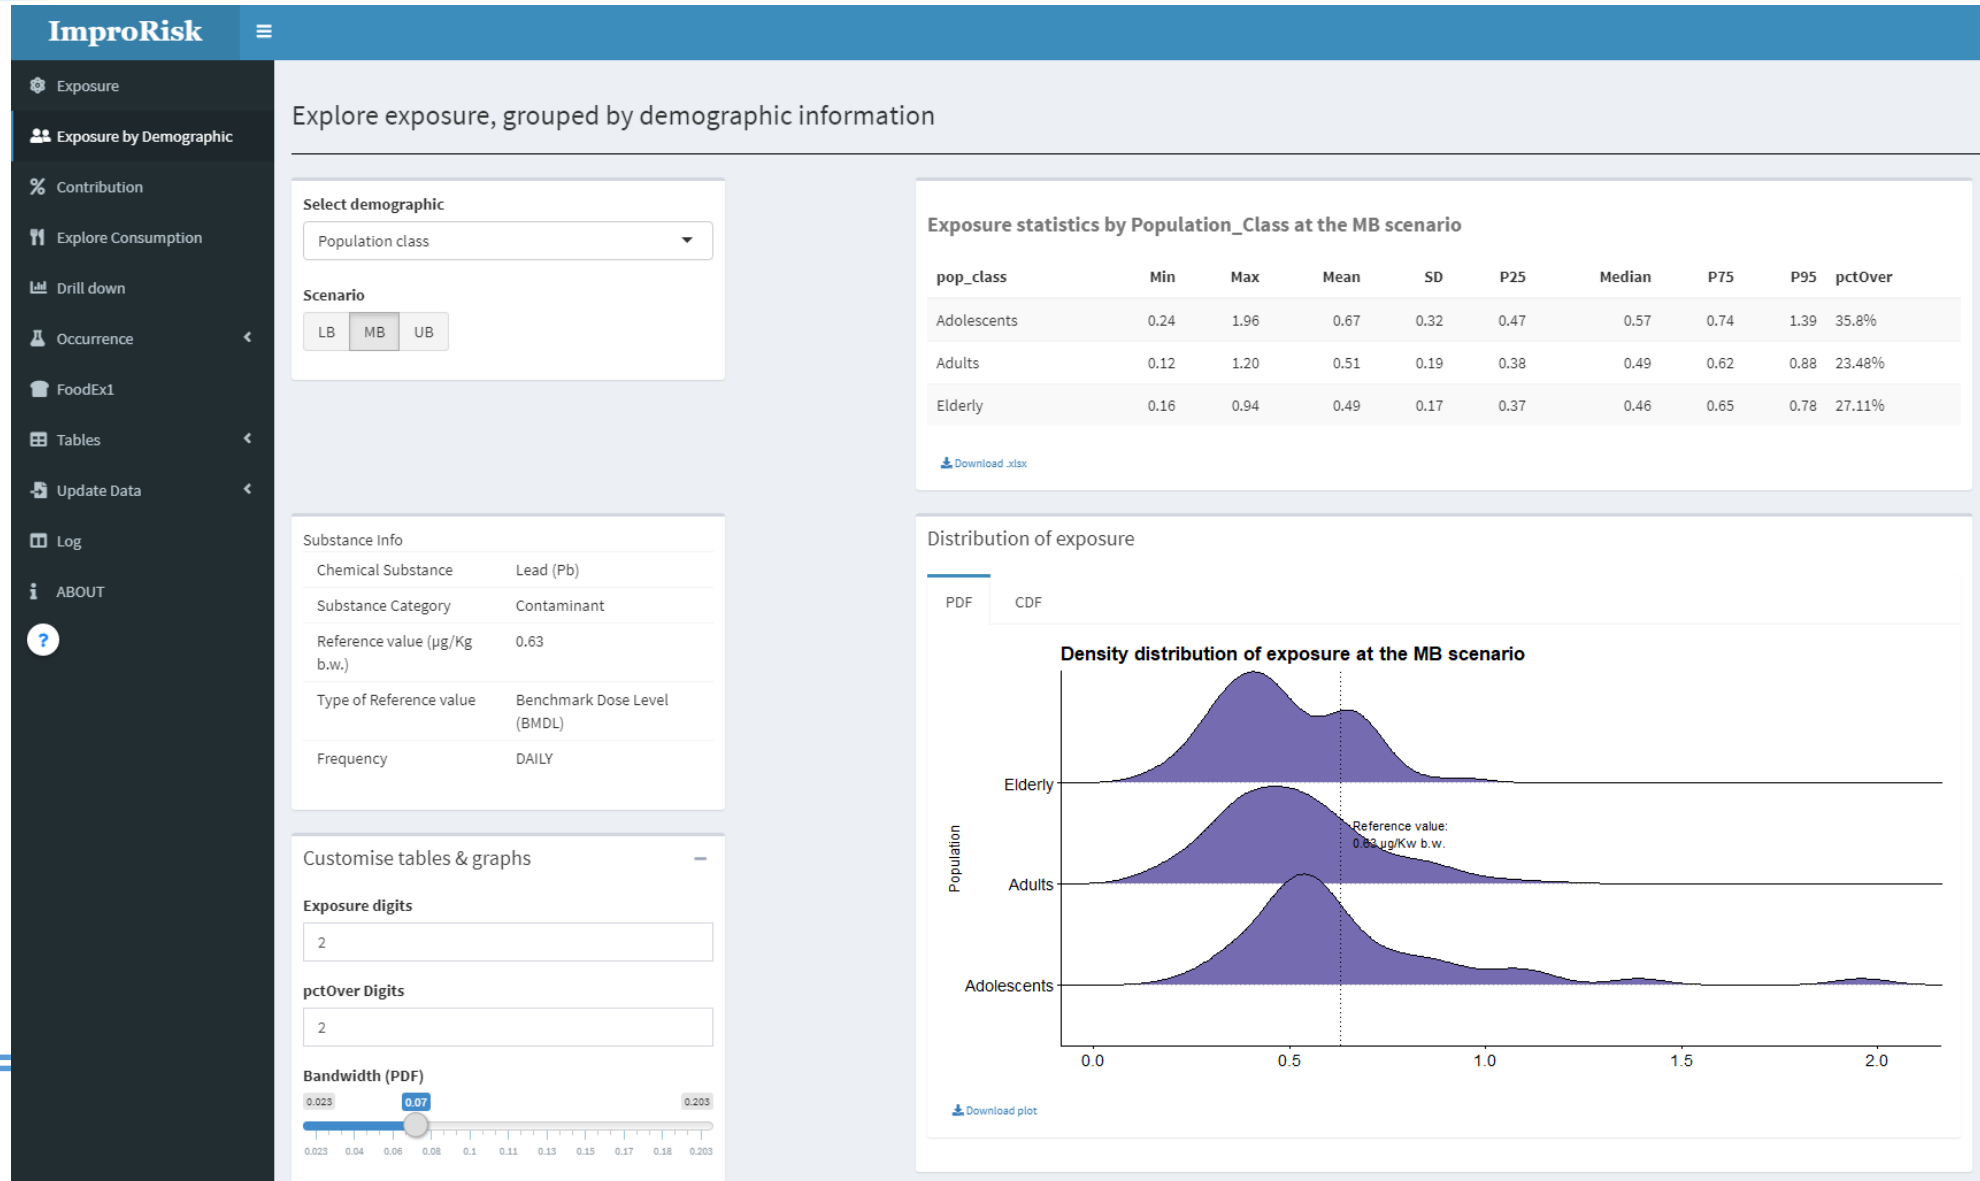 ImproRisk
Exposure
Exposure by Demographic
Contribution
Explore Consumption
Drill down
Occurrence
FoodEx1
Tables
Update Data
Log
ABOUT
?
Explore exposure, grouped by demographic information
Select demographic
Population class
Scenario
LB MB UB
Exposure statistics by Population_Class at the MB scenario
pop_class Min Max Mean SD P25 Median P75 P95 pctOver
Adolescents 0.24 1.96 0.67 0.32 0.47 0.57 0.74 1.39 35.8%
Adults 0.12 1.20 0.51 0.19 0.38 0.49 0.62 0.88 23.48%
Elderly 0.16 0.94 0.49 0.17 0.37 0.46 0.65 0.78 27.11%
Download .xlsx
Substance Info
Chemical Substance Lead (Pb)
Substance Category Contaminant
Reference value (µg/Kg 0.63
b.w.)
Type of Reference value Benchmark Dose Level
(BMDL)
Frequency DAILY
Customise tables & graphs
Exposure digits
2
pctOver Digits
2
Bandwidth (PDF)
0.023 0.07 0.203
0.023 0.04 0.06 0.08 0.1 0.11 0.13 0.15 0.17 0.18 0.203
Distribution of exposure
PDF CDF
Density distribution of exposure at the MB scenario
Population
Elderly
Reference value:
0.63 µg/Kw b.w.
Adults
Adolescents
0.0 0.5 1.0 1.5 2.0
Download plot